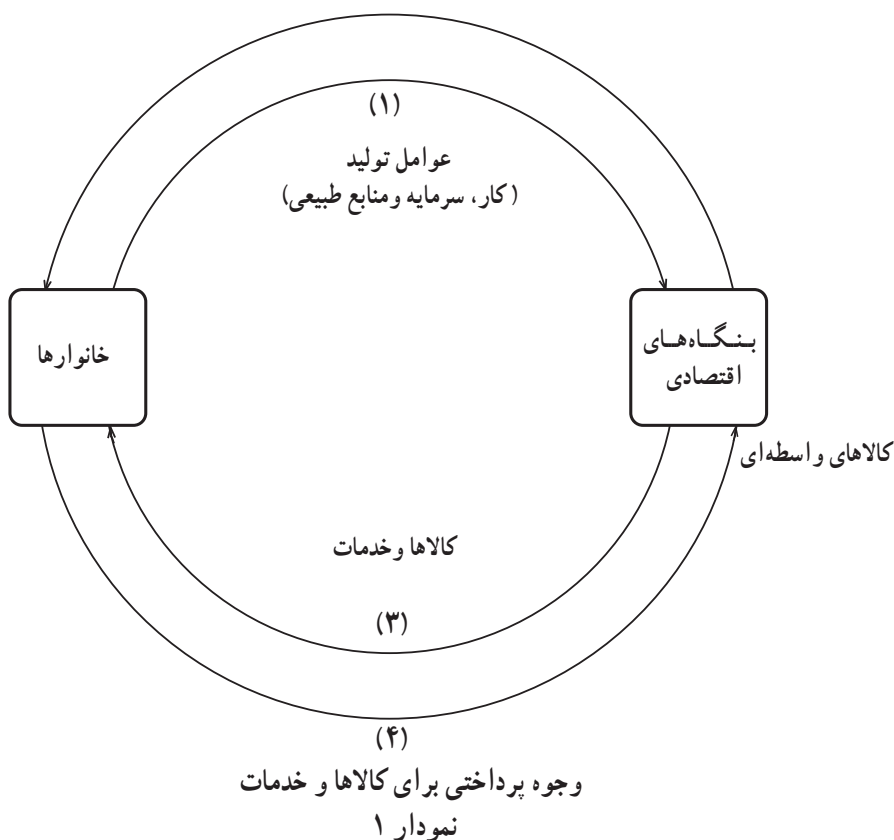 (۱)
عوامل تولید
(کار، سرمایه و منابع طبیعی)
بنگاه‌های
اقتصادی
خانوارها
کالاهای واسطه‌ای
کالاها و خدمات
(۳)
(۴)
وجوه پرداختی برای کالاها و خدمات
نمودار ۱